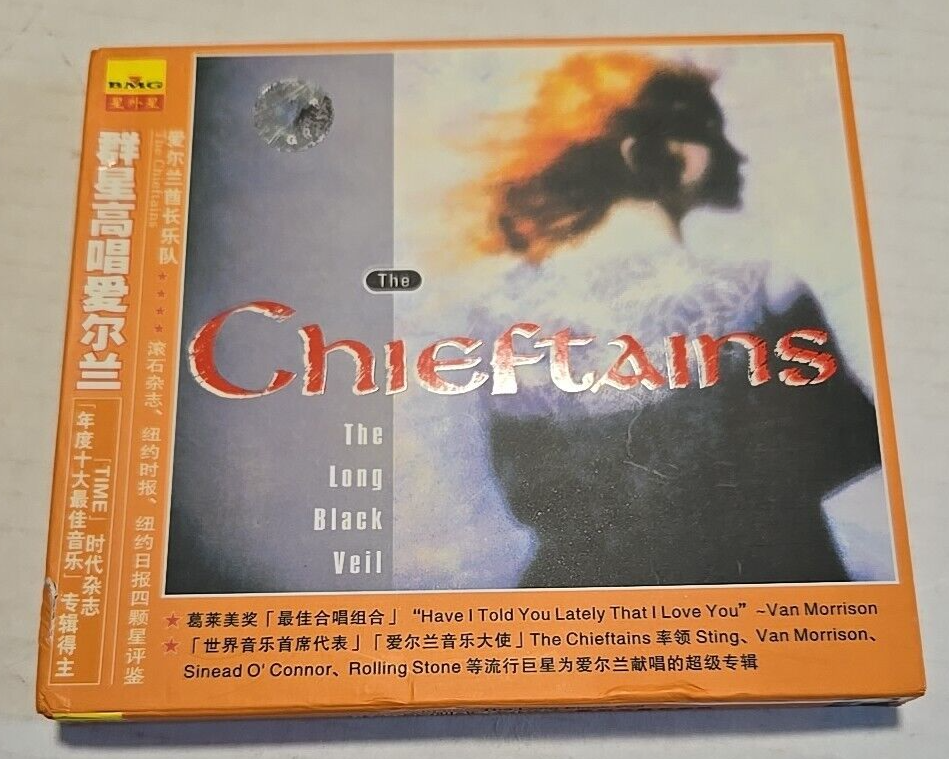 BMG
星外星
群星高唱爱尔兰
爱尔兰酋长乐队
The Chieftains
★★★★滚石杂志、纽约时报、纽约日报四颗星评鉴
「TIME」时代杂志
「年度十大最佳音乐」专辑得主
The
Chieftains
The
Long
Black
Veil
★ 葛莱美奖「最佳合唱组合」 “Have I Told You Lately That I Love You” ~Van Morrison
★ 「世界音乐首席代表」「爱尔兰音乐大使」The Chieftains 率领 Sting、Van Morrison、
Sinead O' Connor、Rolling Stone 等流行巨星为爱尔兰献唱的超级专辑